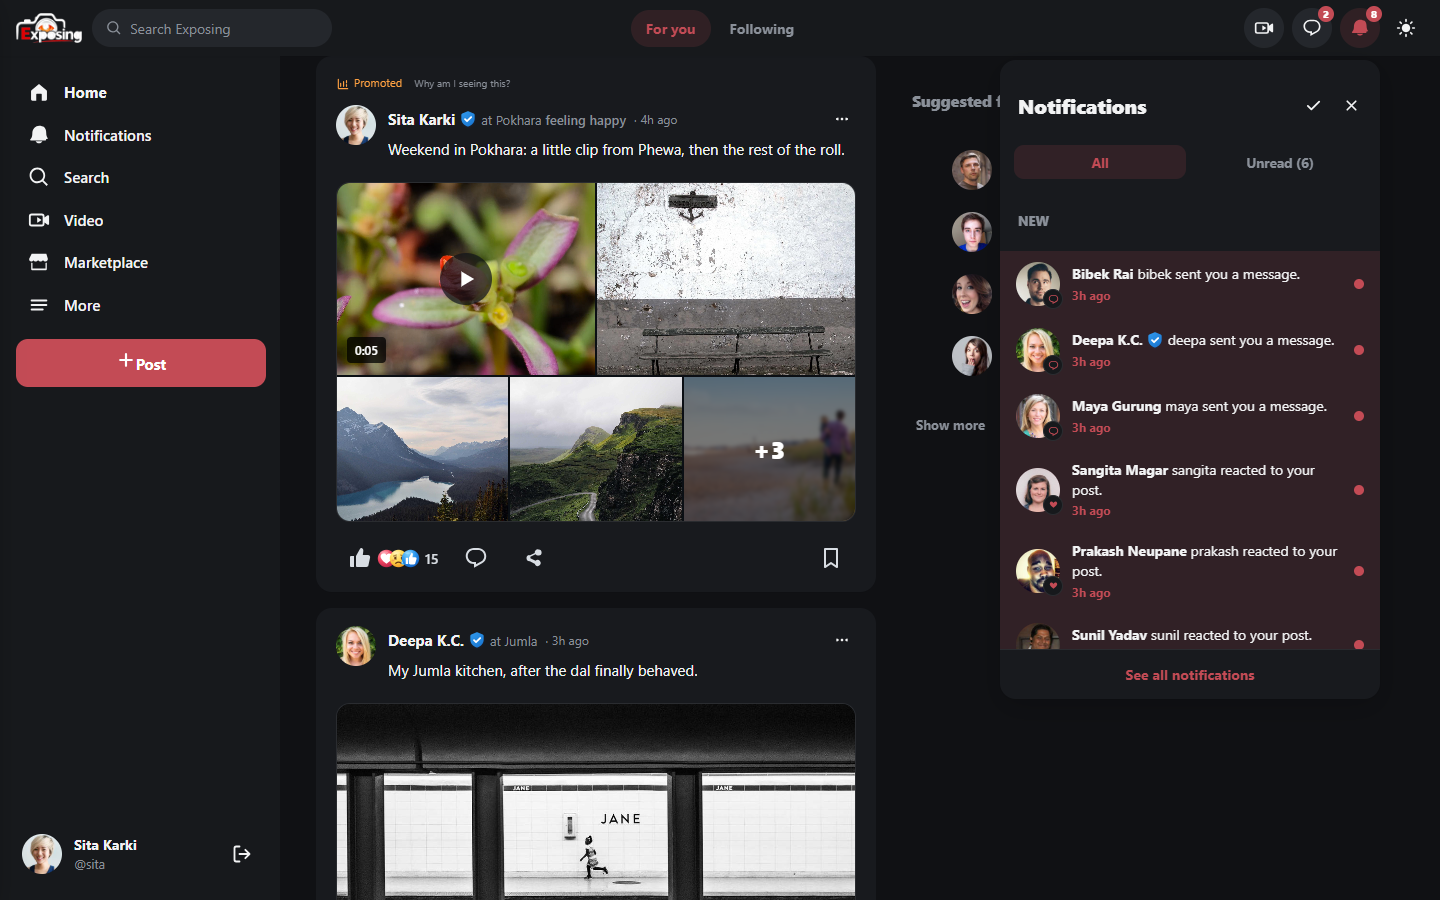 Exposing
Search Exposing
For you
Following
2
8
Home
Notifications
Search
Video
Marketplace
More
Post
Sita Karki
@sita
Promoted
Why am I seeing this?
Sita Karki at Pokhara feeling happy · 4h ago
Weekend in Pokhara: a little clip from Phewa, then the rest of the roll.
0:05
+3
15
Deepa K.C. at Jumla · 3h ago
My Jumla kitchen, after the dal finally behaved.
JANE
JANE
JANE
Suggested f
Show more
Notifications
All
Unread (6)
NEW
Bibek Rai bibek sent you a message.
3h ago
Deepa K.C. deepa sent you a message.
3h ago
Maya Gurung maya sent you a message.
3h ago
Sangita Magar sangita reacted to your
post.
3h ago
Prakash Neupane prakash reacted to your
post.
3h ago
Sunil Yadav sunil reacted to your post.
See all notifications